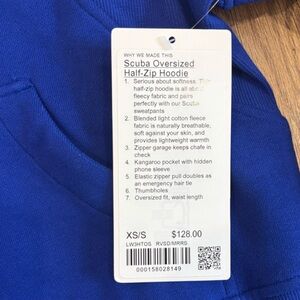 WHY WE MADE THIS
Scuba Oversized
Half-Zip Hoodie
1. Serious about softness. This
half-zip hoodie is all about
fleecy fabric and pairs
perfectly with our Scuba
sweatpants
2. Blended light cotton fleece
fabric is naturally breathable,
soft against your skin, and
provides lightweight warmth
3. Zipper garage keeps chafe in
check
4. Kangaroo pocket with hidden
phone sleeve
5. Elastic zipper pull doubles as
an emergency hair tie
6. Thumbholes
7. Oversized fit, waist length
XS/S $128.00
LW3HTOS RVSD/MRRS
000158028149